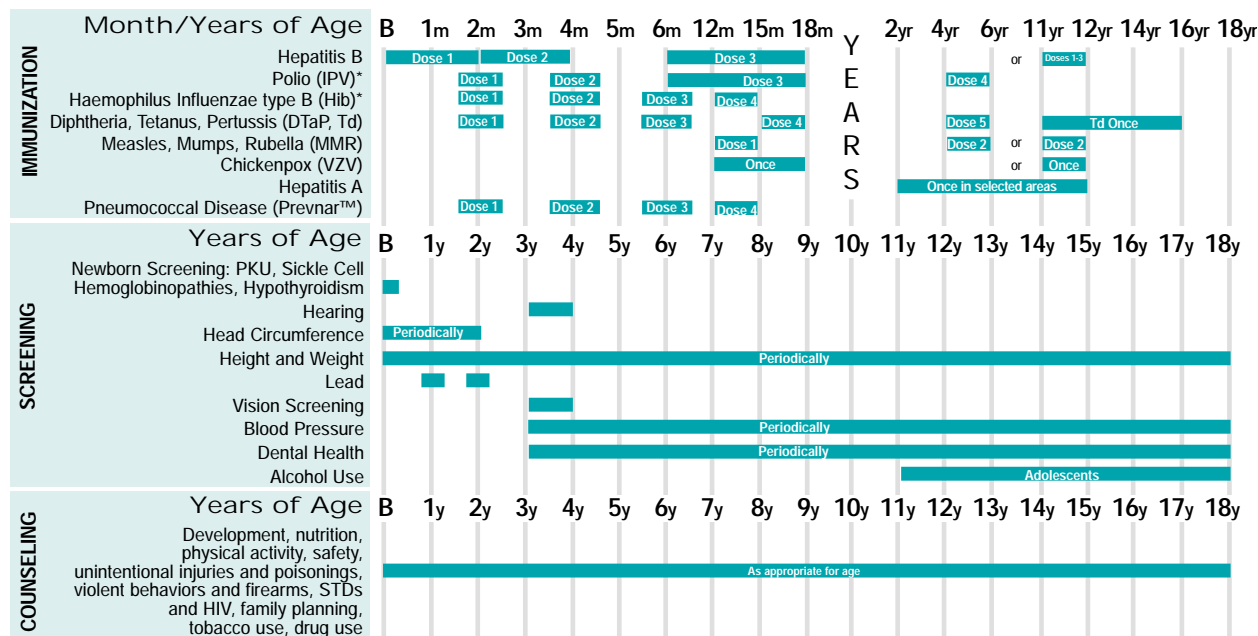 IMMUNIZATION
Month/Years of Age B 1m 2m 3m 4m 5m 6m 12m 15m 18m YEARS 2yr 4yr 6yr 11yr 12yr 14yr 16yr 18yr
Hepatitis B Dose 1 Dose 2 Dose 3 or Doses 1-3
Polio (IPV)* Dose 1 Dose 2 Dose 3 Dose 4
Haemophilus Influenzae type B (Hib)* Dose 1 Dose 2 Dose 3 Dose 4
Diphtheria, Tetanus, Pertussis (DTaP, Td) Dose 1 Dose 2 Dose 3 Dose 4 Dose 5 Td Once
Measles, Mumps, Rubella (MMR) Dose 1 Dose 2 or Dose 2
Chickenpox (VZV) Once or Once
Hepatitis A Once in selected areas
Pneumococcal Disease (Prevnar™) Dose 1 Dose 2 Dose 3 Dose 4
SCREENING
Years of Age B 1y 2y 3y 4y 5y 6y 7y 8y 9y 10y 11y 12y 13y 14y 15y 16y 17y 18y
Newborn Screening: PKU, Sickle Cell
Hemoglobinopathies, Hypothyroidism
Hearing
Head Circumference Periodically
Height and Weight Periodically
Lead
Vision Screening
Blood Pressure Periodically
Dental Health Periodically
Alcohol Use Adolescents
COUNSELING
Years of Age B 1y 2y 3y 4y 5y 6y 7y 8y 9y 10y 11y 12y 13y 14y 15y 16y 17y 18y
Development, nutrition,
physical activity, safety,
unintentional injuries and poisonings, As appropriate for age
violent behaviors and firearms, STDs
and HIV, family planning,
tobacco use, drug use